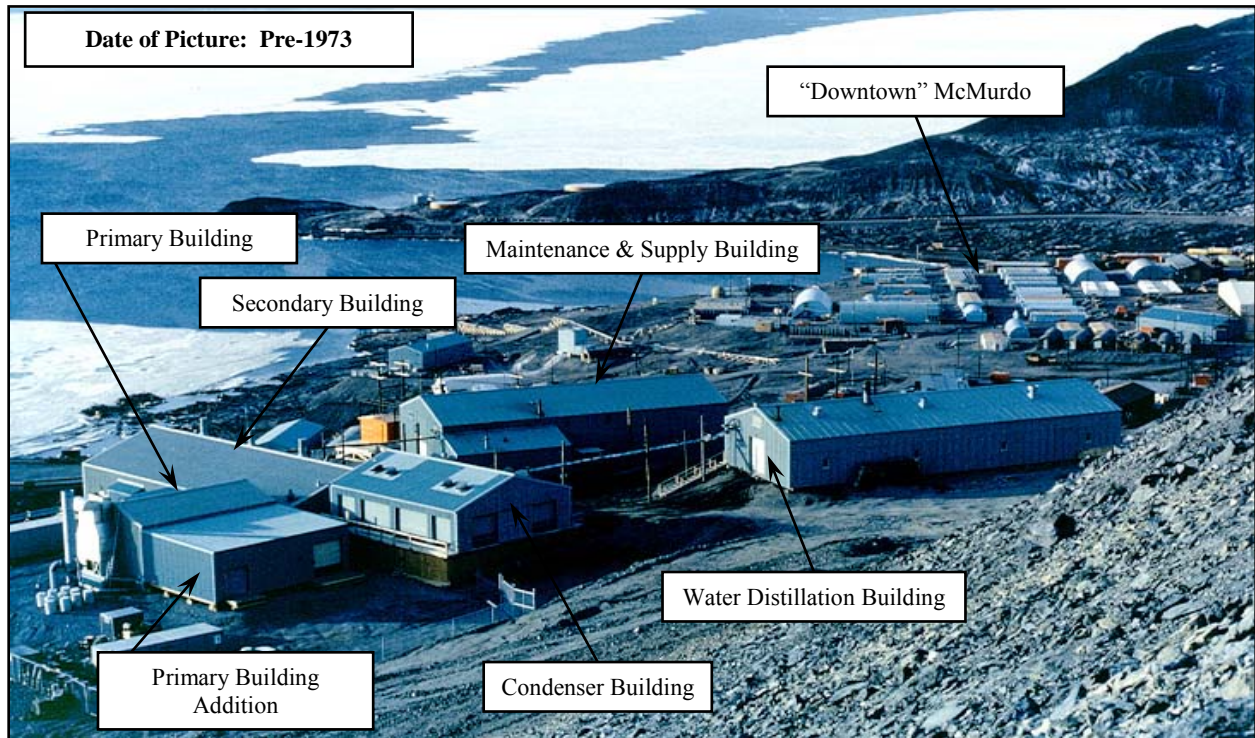 Date of Picture: Pre-1973
“Downtown” McMurdo
Primary Building
Maintenance & Supply Building
Secondary Building
Water Distillation Building
Primary Building
Addition
Condenser Building